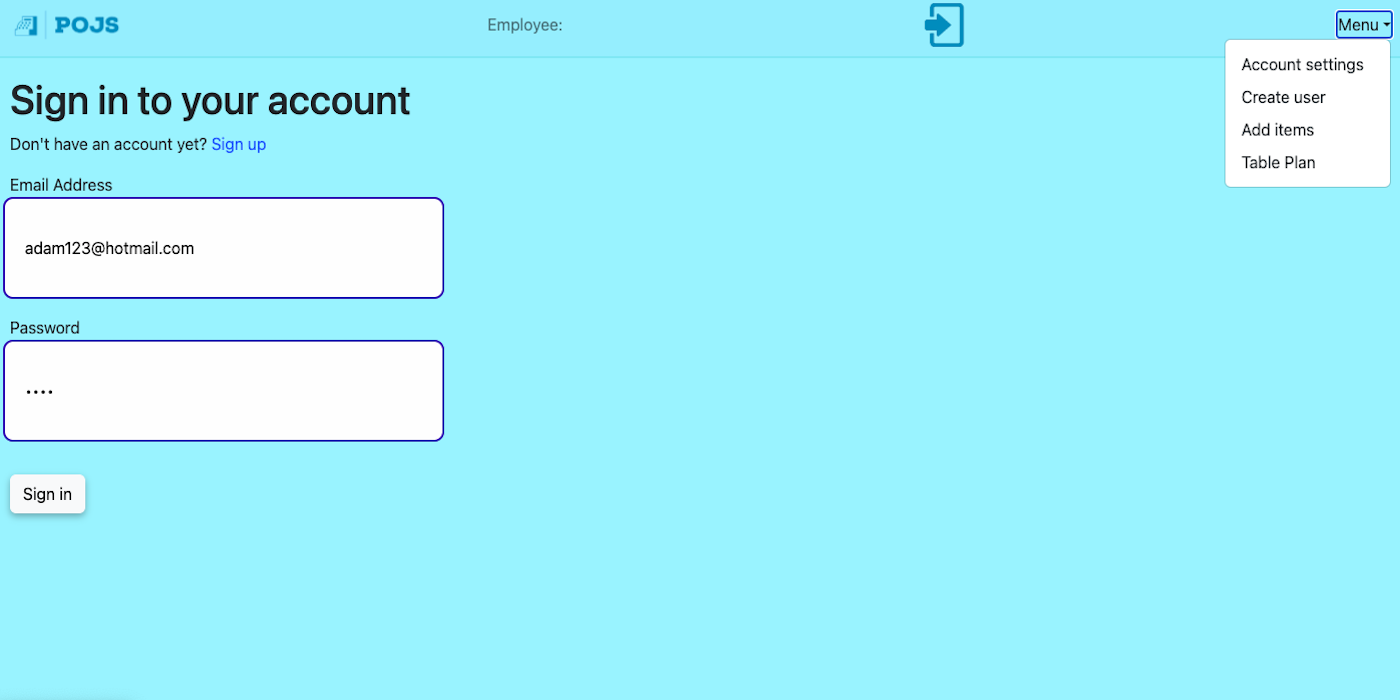 POJS
Employee:
Menu
Account settings
Create user
Add items
Table Plan
Sign in to your account
Don't have an account yet? Sign up
Email Address
adam123@hotmail.com
Password
••••
Sign in